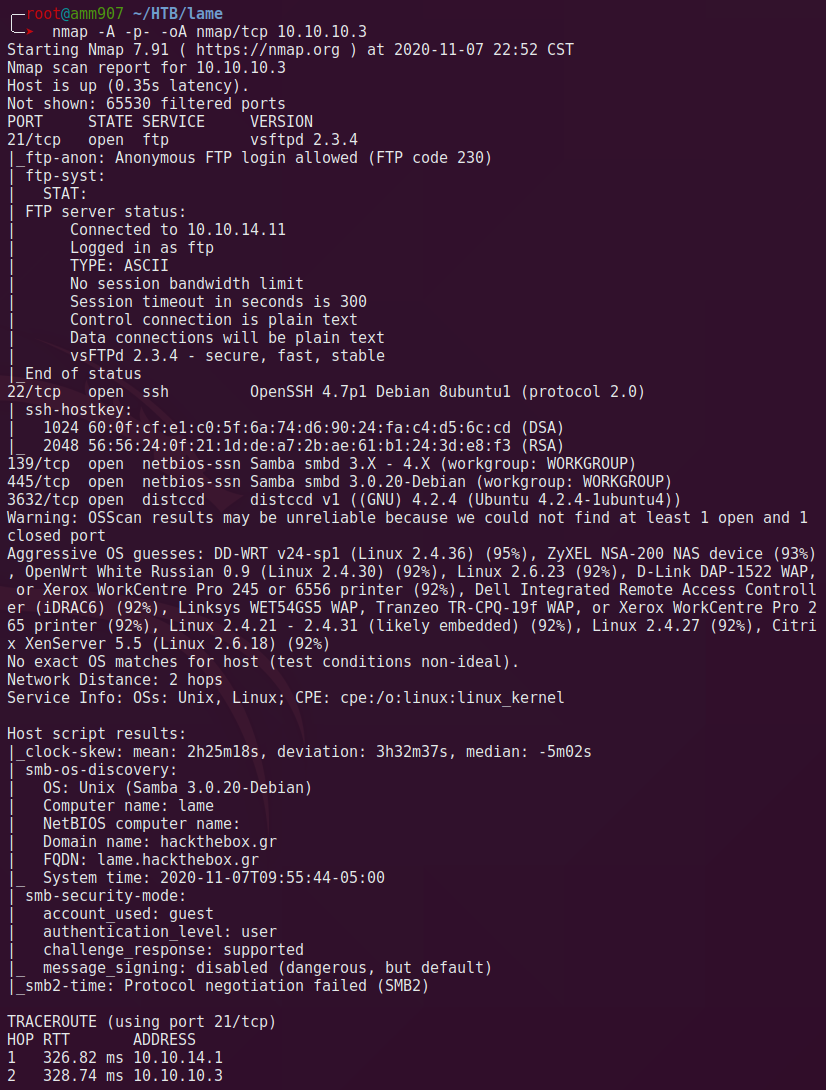 root@amm907 ~/HTB/lame
nmap -A -p- -oA nmap/tcp 10.10.10.3
Starting Nmap 7.91 ( https://nmap.org ) at 2020-11-07 22:52 CST
Nmap scan report for 10.10.10.3
Host is up (0.35s latency).
Not shown: 65530 filtered ports
PORT     STATE SERVICE     VERSION
21/tcp   open  ftp         vsftpd 2.3.4
|_ftp-anon: Anonymous FTP login allowed (FTP code 230)
| ftp-syst:
|   STAT:
| FTP server status:
|      Connected to 10.10.14.11
|      Logged in as ftp
|      TYPE: ASCII
|      No session bandwidth limit
|      Session timeout in seconds is 300
|      Control connection is plain text
|      Data connections will be plain text
|      vsFTPd 2.3.4 - secure, fast, stable
|_End of status
22/tcp   open  ssh         OpenSSH 4.7p1 Debian 8ubuntu1 (protocol 2.0)
| ssh-hostkey:
|   1024 60:0f:cf:e1:c0:5f:6a:74:d6:90:24:fa:c4:d5:6c:cd (DSA)
|_  2048 56:56:24:0f:21:1d:de:a7:2b:ae:61:b1:24:3d:e8:f3 (RSA)
139/tcp  open  netbios-ssn Samba smbd 3.X - 4.X (workgroup: WORKGROUP)
445/tcp  open  netbios-ssn Samba smbd 3.0.20-Debian (workgroup: WORKGROUP)
3632/tcp open  distccd     distccd v1 ((GNU) 4.2.4 (Ubuntu 4.2.4-1ubuntu4))
Warning: OSScan results may be unreliable because we could not find at least 1 open and 1
closed port
Aggressive OS guesses: DD-WRT v24-sp1 (Linux 2.4.36) (95%), ZyXEL NSA-200 NAS device (93%)
, OpenWrt White Russian 0.9 (Linux 2.4.30) (92%), Linux 2.6.23 (92%), D-Link DAP-1522 WAP,
 or Xerox WorkCentre Pro 245 or 6556 printer (92%), Dell Integrated Remote Access Controll
er (iDRAC6) (92%), Linksys WET54GS5 WAP, Tranzeo TR-CPQ-19f WAP, or Xerox WorkCentre Pro 2
65 printer (92%), Linux 2.4.21 - 2.4.31 (likely embedded) (92%), Linux 2.4.27 (92%), Citri
x XenServer 5.5 (Linux 2.6.18) (92%)
No exact OS matches for host (test conditions non-ideal).
Network Distance: 2 hops
Service Info: OSs: Unix, Linux; CPE: cpe:/o:linux:linux_kernel

Host script results:
|_clock-skew: mean: 2h25m18s, deviation: 3h32m37s, median: -5m02s
| smb-os-discovery:
|   OS: Unix (Samba 3.0.20-Debian)
|   Computer name: lame
|   NetBIOS computer name:
|   Domain name: hackthebox.gr
|   FQDN: lame.hackthebox.gr
|_  System time: 2020-11-07T09:55:44-05:00
| smb-security-mode:
|   account_used: guest
|   authentication_level: user
|   challenge_response: supported
|_  message_signing: disabled (dangerous, but default)
|_smb2-time: Protocol negotiation failed (SMB2)

TRACEROUTE (using port 21/tcp)
HOP RTT       ADDRESS
1   326.82 ms 10.10.14.1
2   328.74 ms 10.10.10.3